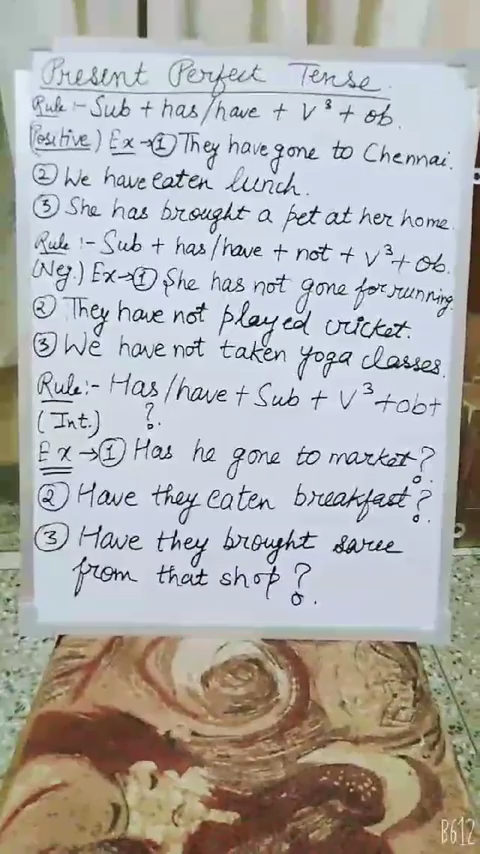 Present Perfect Tense.
Rule:- Sub + has/have + V³ + ob.
(Positive) Ex → ① They have gone to Chennai.
② We have eaten lunch.
③ She has brought a pet at her home.
Rule:- Sub + has/have + not + V³ + Ob.
(Neg.) Ex → ① She has not gone for running.
② They have not played cricket.
③ We have not taken yoga classes.
Rule:- Has/have + Sub + V³ + ob +
(Int.) ?
Ex → ① Has he gone to market?
② Have they eaten breakfast?
③ Have they brought saree
from that shop?
B612